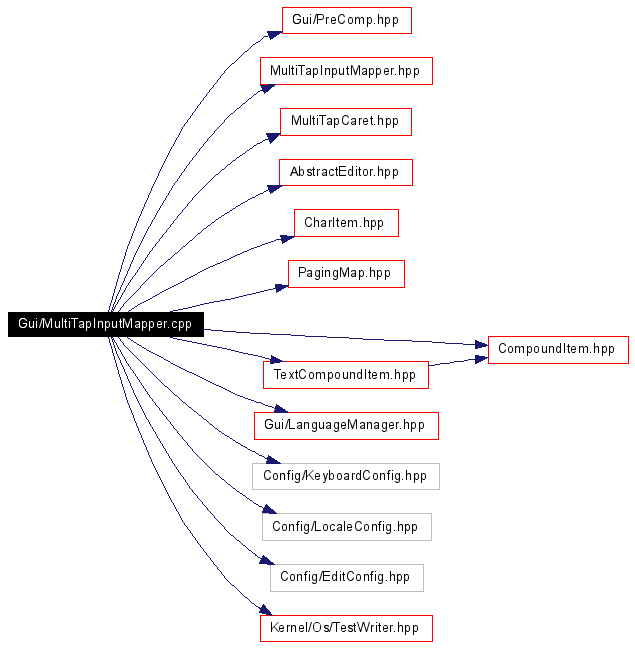 Gui/PreComp.hpp
MultiTapInputMapper.hpp
MultiTapCaret.hpp
AbstractEditor.hpp
CharItem.hpp
PagingMap.hpp
Gui/MultiTapInputMapper.cpp
CompoundItem.hpp
TextCompoundItem.hpp
Gui/LanguageManager.hpp
Config/KeyboardConfig.hpp
Config/LocaleConfig.hpp
Config/EditConfig.hpp
Kernel/Os/TestWriter.hpp